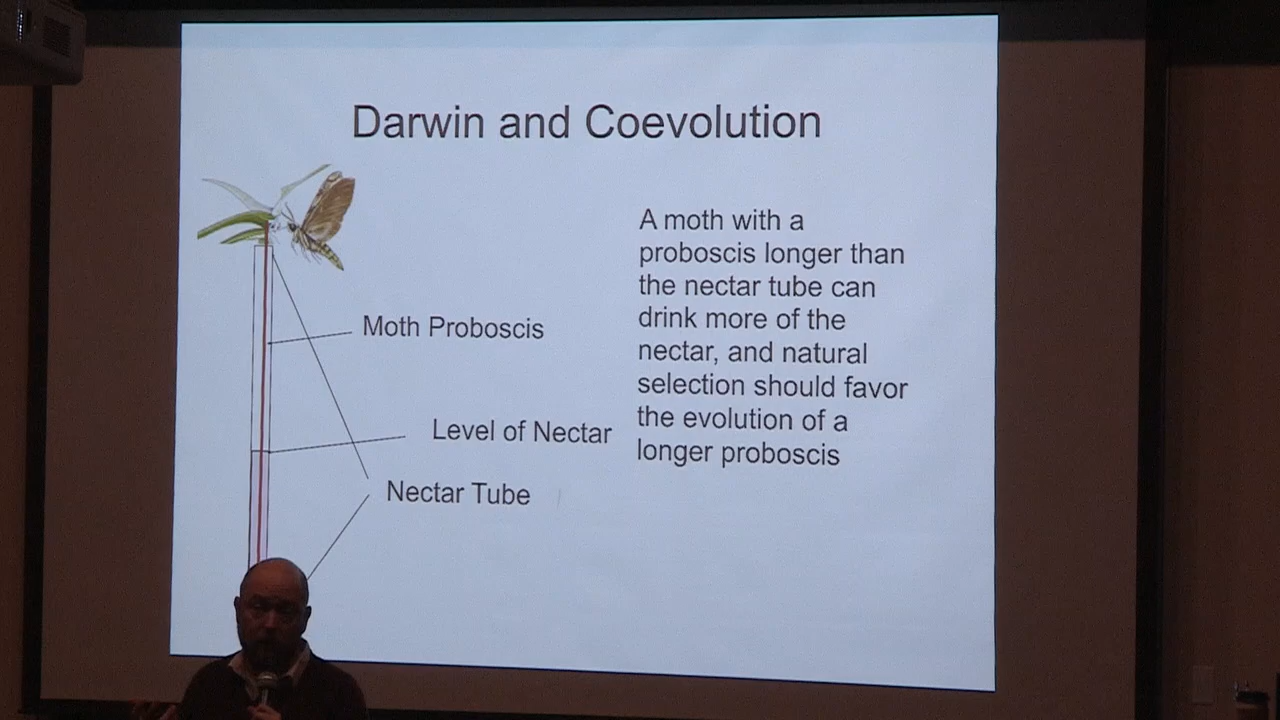 Darwin and Coevolution
A moth with a
proboscis longer than
the nectar tube can
drink more of the
nectar, and natural
selection should favor
the evolution of a
longer proboscis
Moth Proboscis
Level of Nectar
Nectar Tube